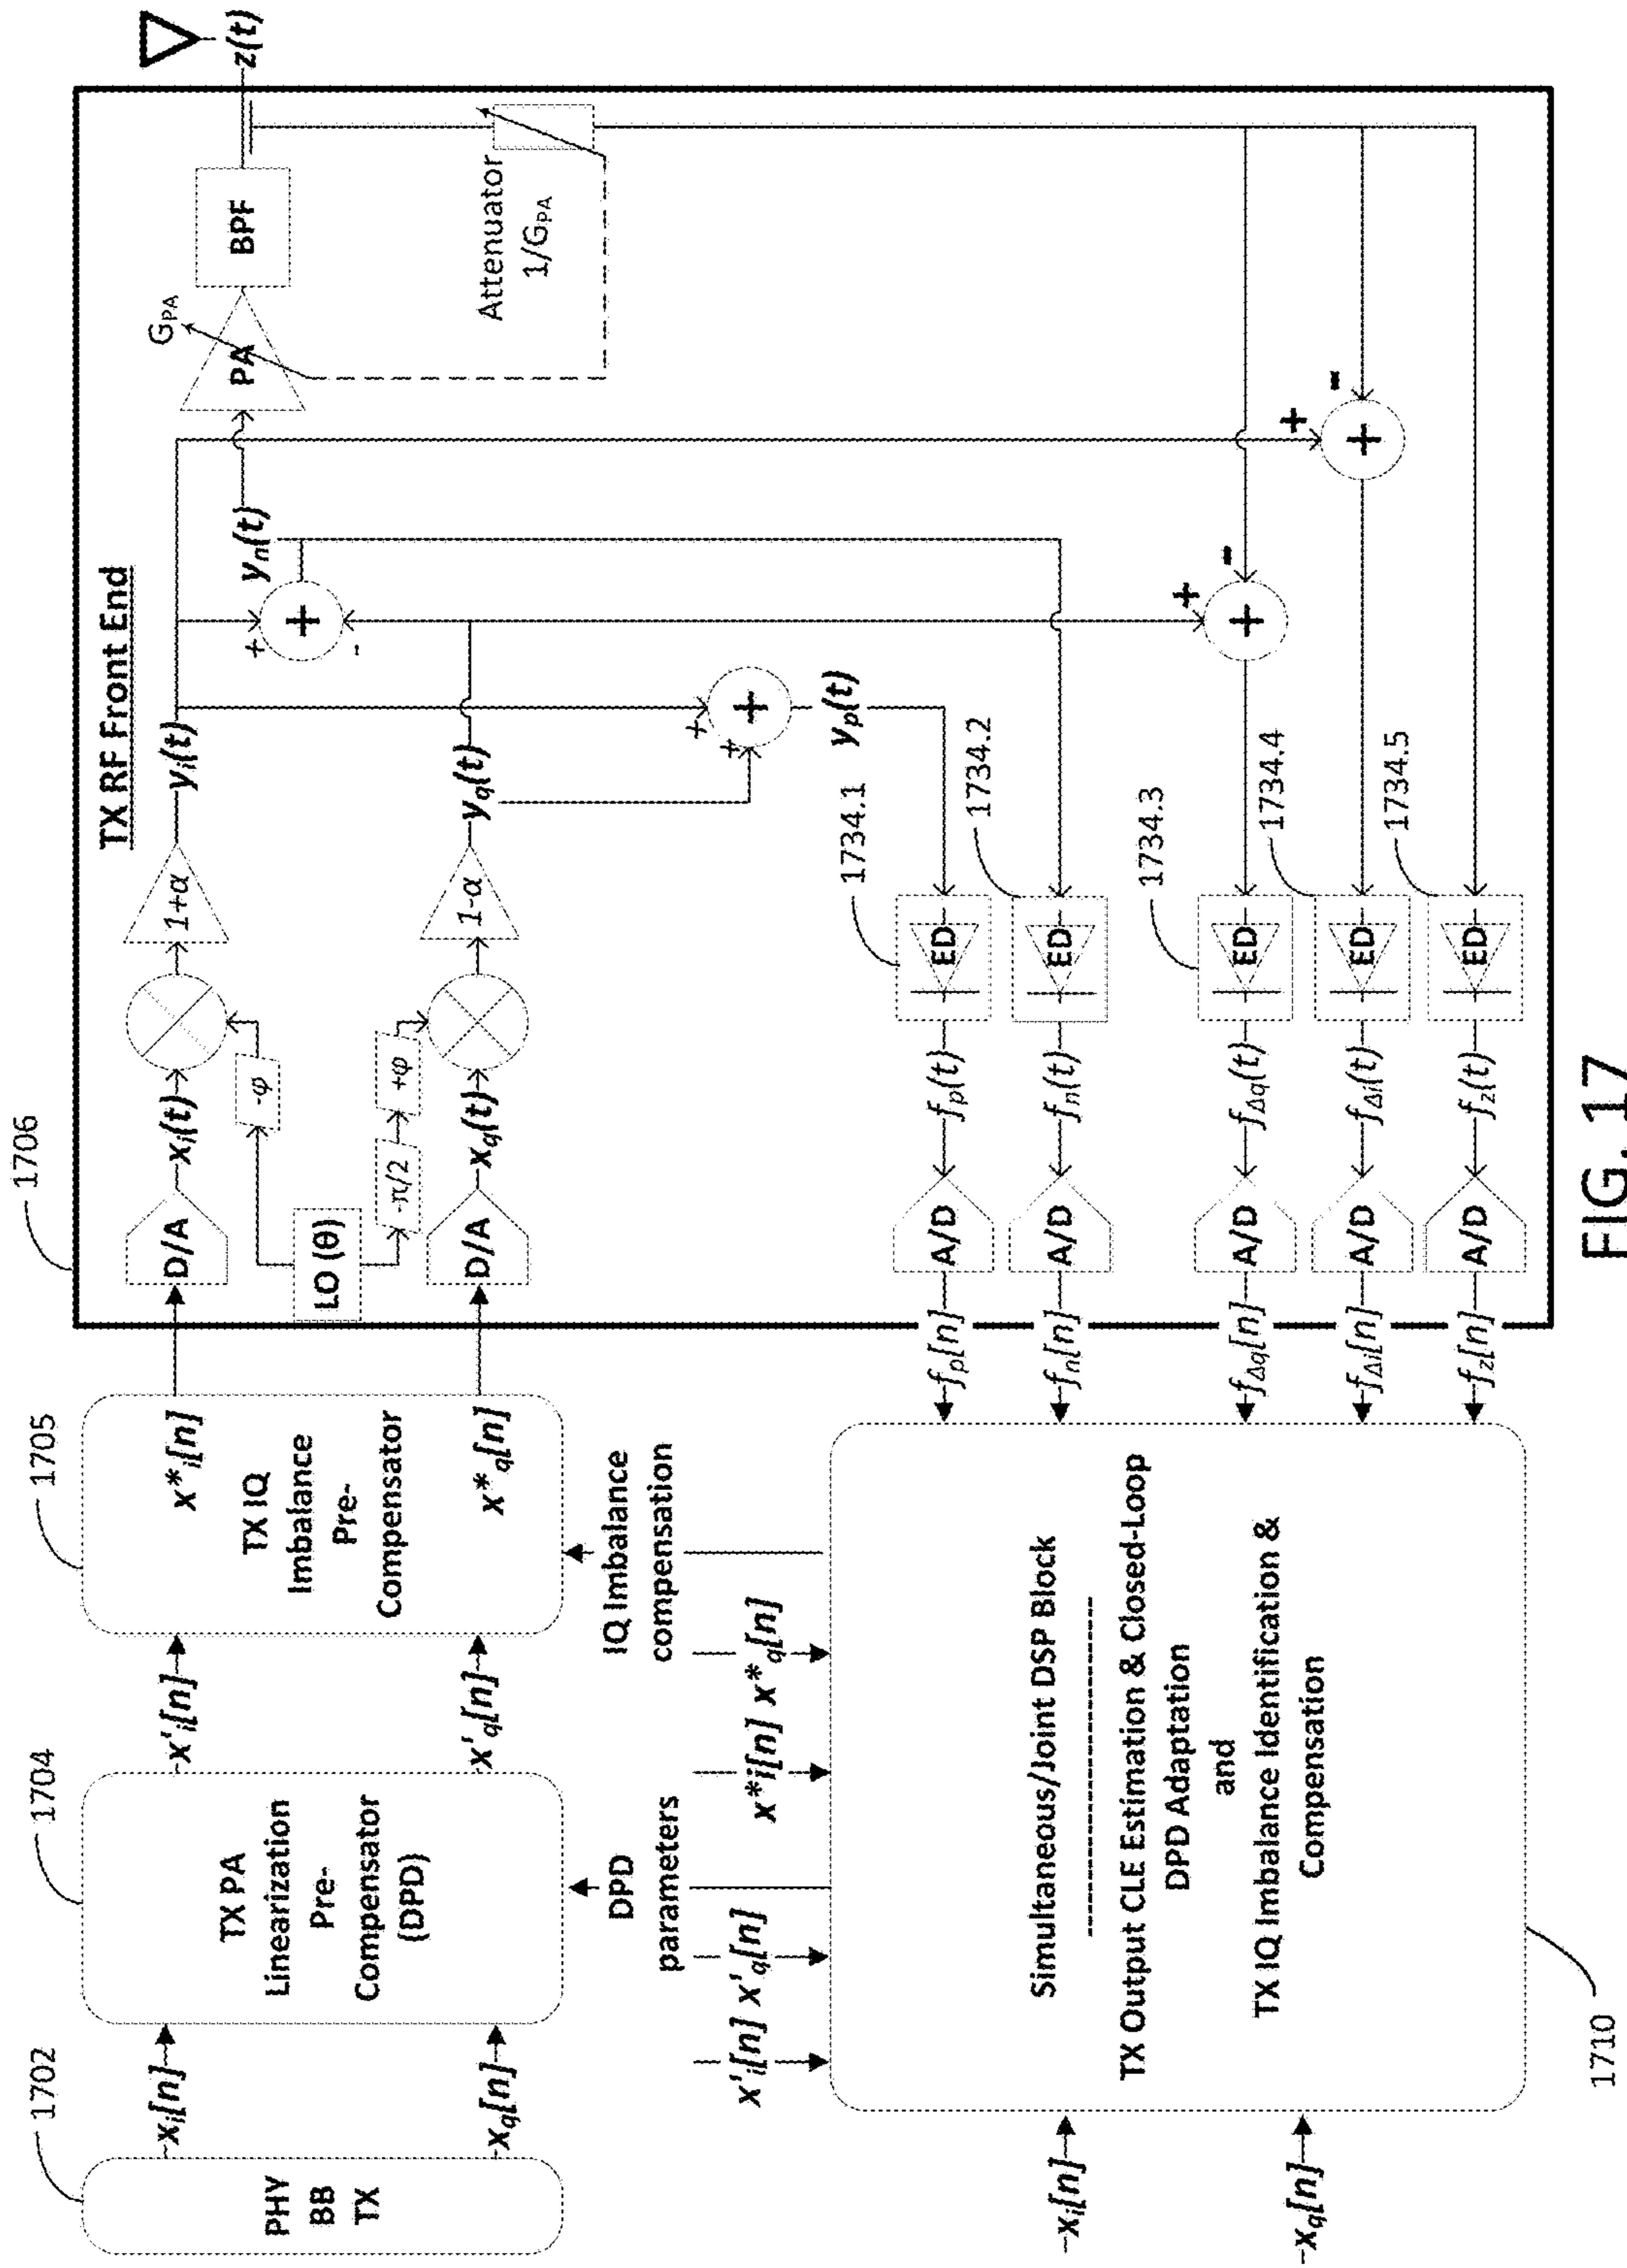 1702
PHY
BB
TX
xi[n]
xq[n]
1704
TX PA
Linearization
Pre-
Compensator
(DPD)
x'i[n]
x'q[n]
1705
TX IQ
Imbalance
Pre-
Compensator
x*i[n]
x*q[n]
1706
TX RF Front End
D/A
xi(t)
-φ
LO (θ)
-π/2
+φ
D/A
xq(t)
1+α
yi(t)
1-α
yq(t)
+
-
+
yn(t)
+
+
+
yp(t)
GPA
PA
BPF
z(t)
Attenuator
1/GPA
+
-
+
+
-
+
x'i[n] x'q[n]
DPD
parameters
x*i[n] x*q[n]
IQ Imbalance
compensation
fp[n]
A/D
fp(t)
ED
1734.1
fn[n]
A/D
fn(t)
ED
1734.2
fΔq[n]
A/D
fΔq(t)
ED
1734.3
fΔi[n]
A/D
fΔi(t)
ED
1734.4
fz[n]
A/D
fz(t)
ED
1734.5
xi[n]
xq[n]
Simultaneous/Joint DSP Block
TX Output CLE Estimation & Closed-Loop
DPD Adaptation
and
TX IQ Imbalance Identification &
Compensation
1710
FIG. 17